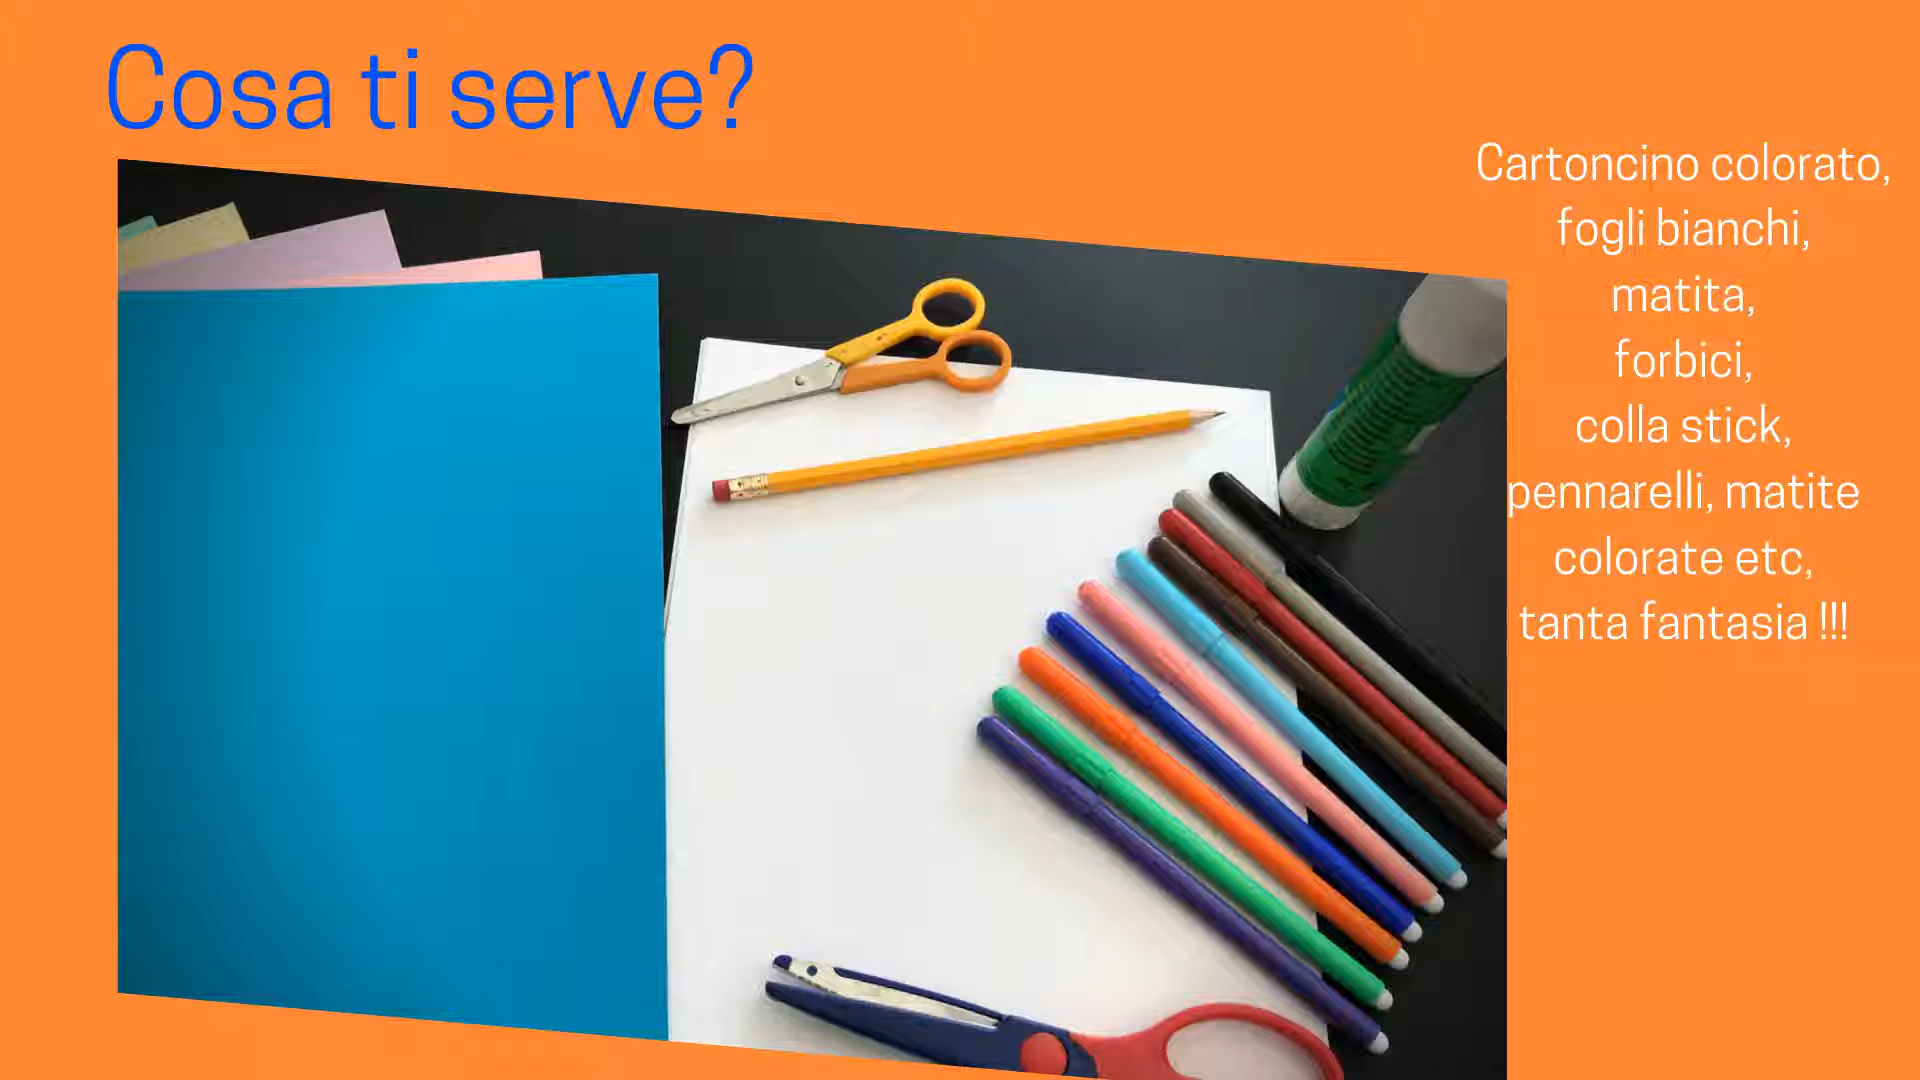 Cosa ti serve?
Cartoncino colorato,
fogli bianchi,
matita,
forbici,
colla stick,
pennarelli, matite
colorate etc,
tanta fantasia !!!